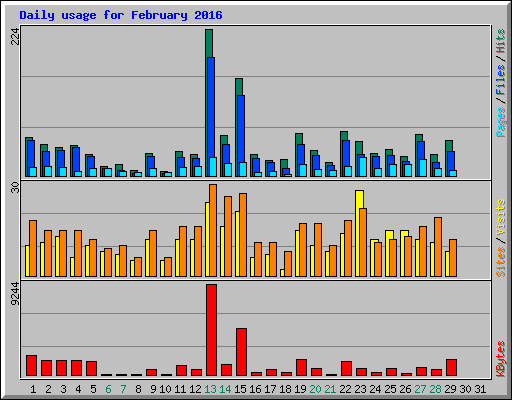 Daily usage for February 2016
224
Pages / Files / Hits
30
Sites / Visits
9244
KBytes
1 2 3 4 5 6 7 8 9 10 11 12 13 14 15 16 17 18 19 20 21 22 23 24 25 26 27 28 29 30 31